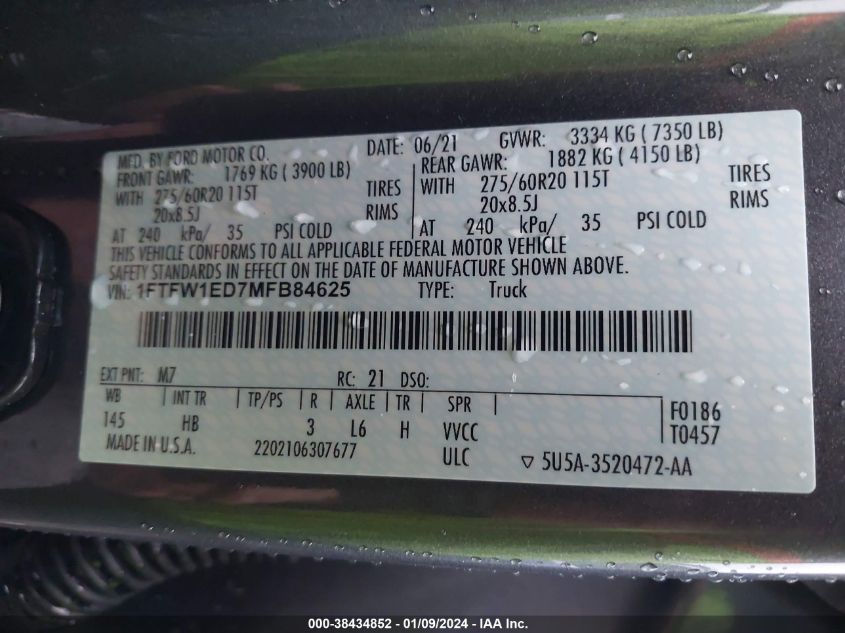 MFD. BY FORD MOTOR CO. DATE: 06/21 GVWR: 3334 KG ( 7350 LB)
FRONT GAWR: 1769 KG ( 3900 LB) REAR GAWR: 1882 KG ( 4150 LB)
WITH 275/60R20 115T TIRES WITH 275/60R20 115T TIRES
20x8.5J RIMS 20x8.5J RIMS
AT 240 kPa/ 35 PSI COLD AT 240 kPa/ 35 PSI COLD
THIS VEHICLE CONFORMS TO ALL APPLICABLE FEDERAL MOTOR VEHICLE
SAFETY STANDARDS IN EFFECT ON THE DATE OF MANUFACTURE SHOWN ABOVE.
VIN: 1FTFW1ED7MFB84625 TYPE: Truck
EXT PNT: M7 RC: 21 DSO:
WB INT TR TP/PS R AXLE TR SPR F0186
145 HB 3 L6 H VVCC T0457
MADE IN U.S.A. 2202106307677 ULC ▽ 5U5A-3520472-AA
000-38434852 - 01/09/2024 - IAA Inc.